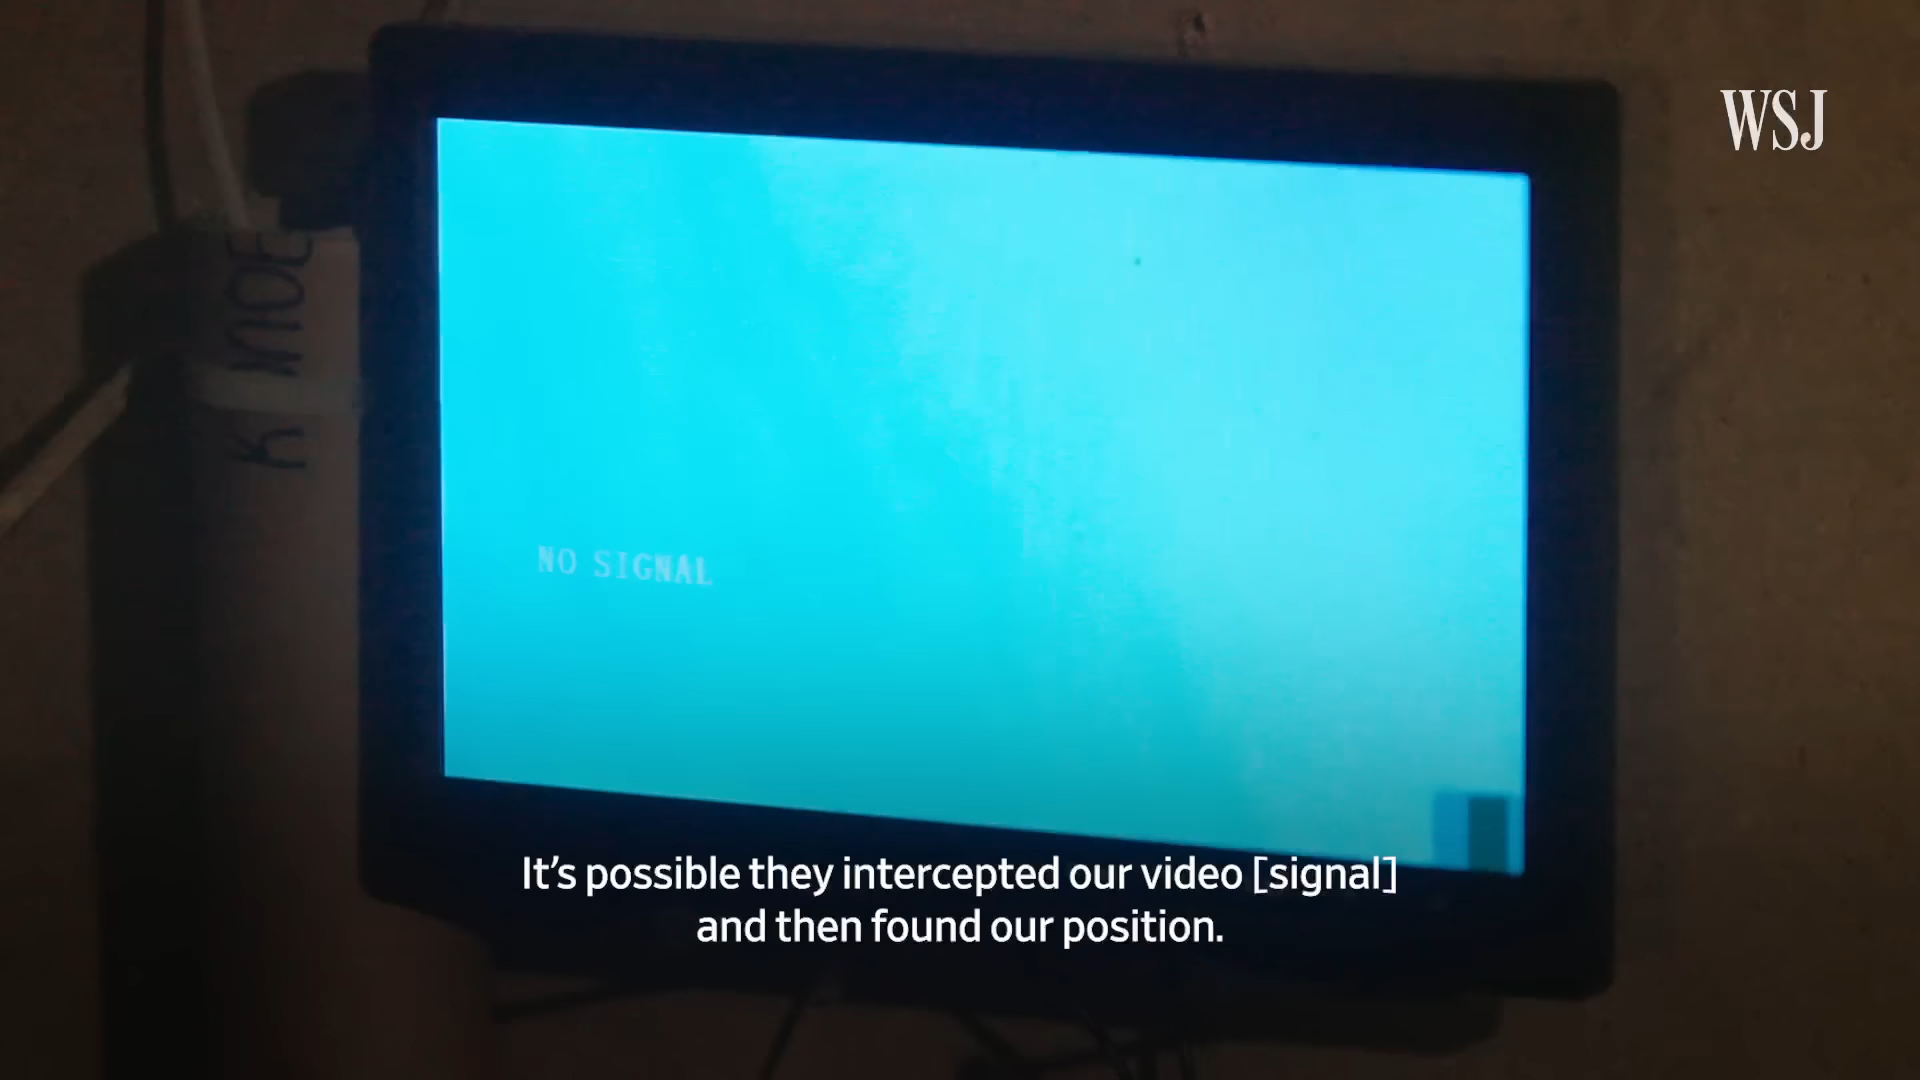 WSJ
NO SIGNAL
It's possible they intercepted our video [signal]
and then found our position.